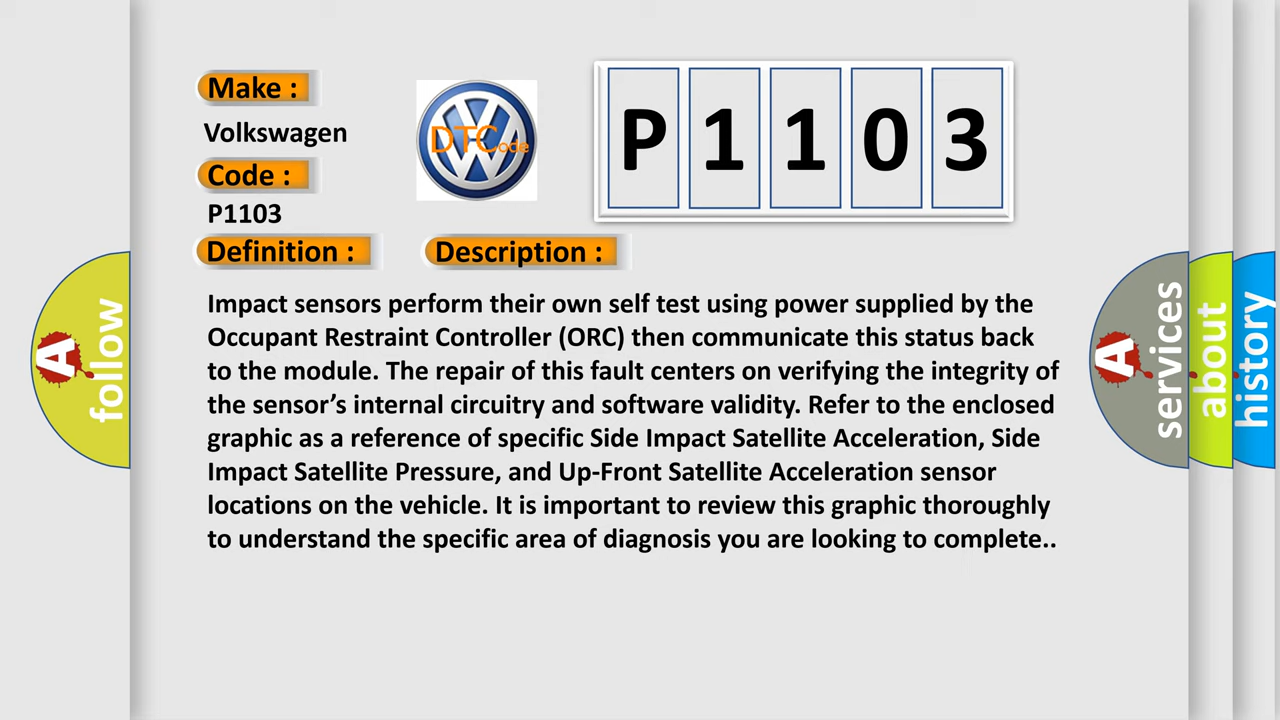 Make :
Volkswagen
Code :
P1103
Definition :
Description :
DTCode
P 1 1 0 3
Impact sensors perform their own self test using power supplied by the
Occupant Restraint Controller (ORC) then communicate this status back
to the module. The repair of this fault centers on verifying the integrity of
the sensor’s internal circuitry and software validity. Refer to the enclosed
graphic as a reference of specific Side Impact Satellite Acceleration, Side
Impact Satellite Pressure, and Up-Front Satellite Acceleration sensor
locations on the vehicle. It is important to review this graphic thoroughly
to understand the specific area of diagnosis you are looking to complete..
A
follow
A
services
about
history